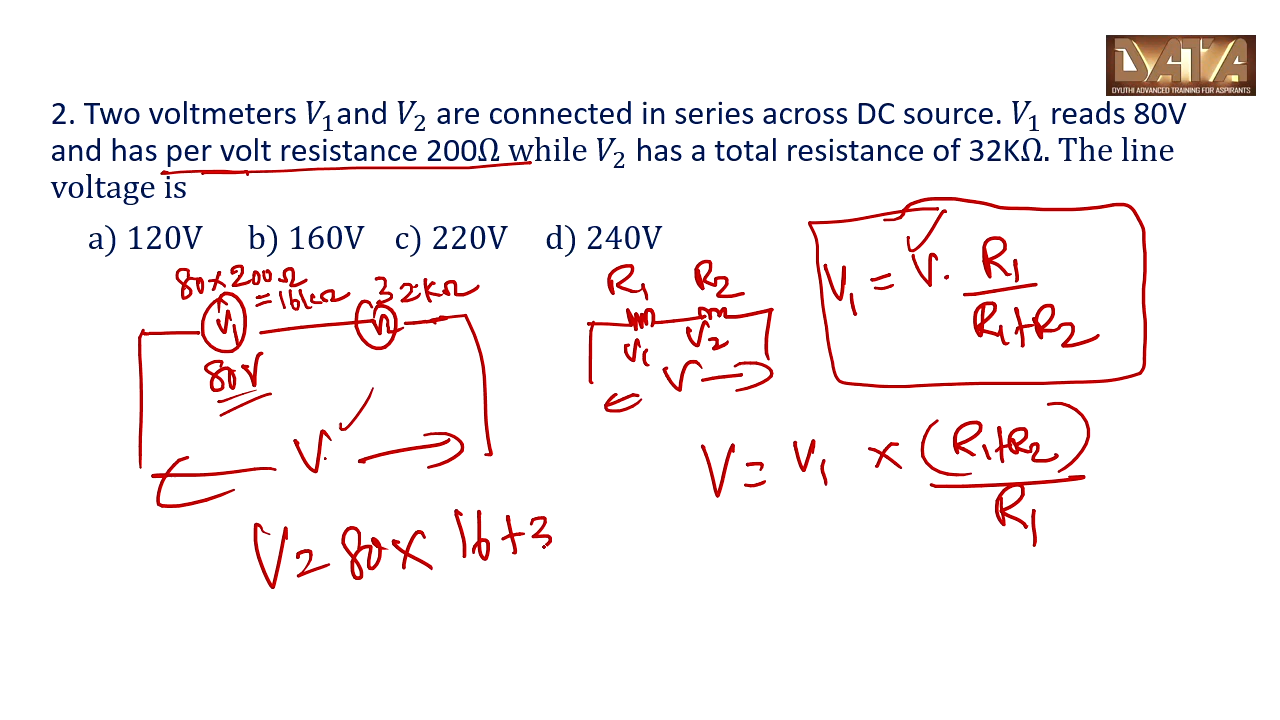 DATA
DYUTHI ADVANCED TRAINING FOR ASPIRANTS
2. Two voltmeters V₁and V₂ are connected in series across DC source. V₁ reads 80V
and has per volt resistance 200Ω while V₂ has a total resistance of 32KΩ. The line
voltage is
a) 120V b) 160V c) 220V d) 240V
80×200Ω
=16kΩ 32kΩ
V₁ V₂
80V
V
R₁ R₂
V₁ V₂
V
V₁ = V. R₁
R₁+R₂
V = V₁ × (R₁+R₂)
R₁
V = 80× 16+3